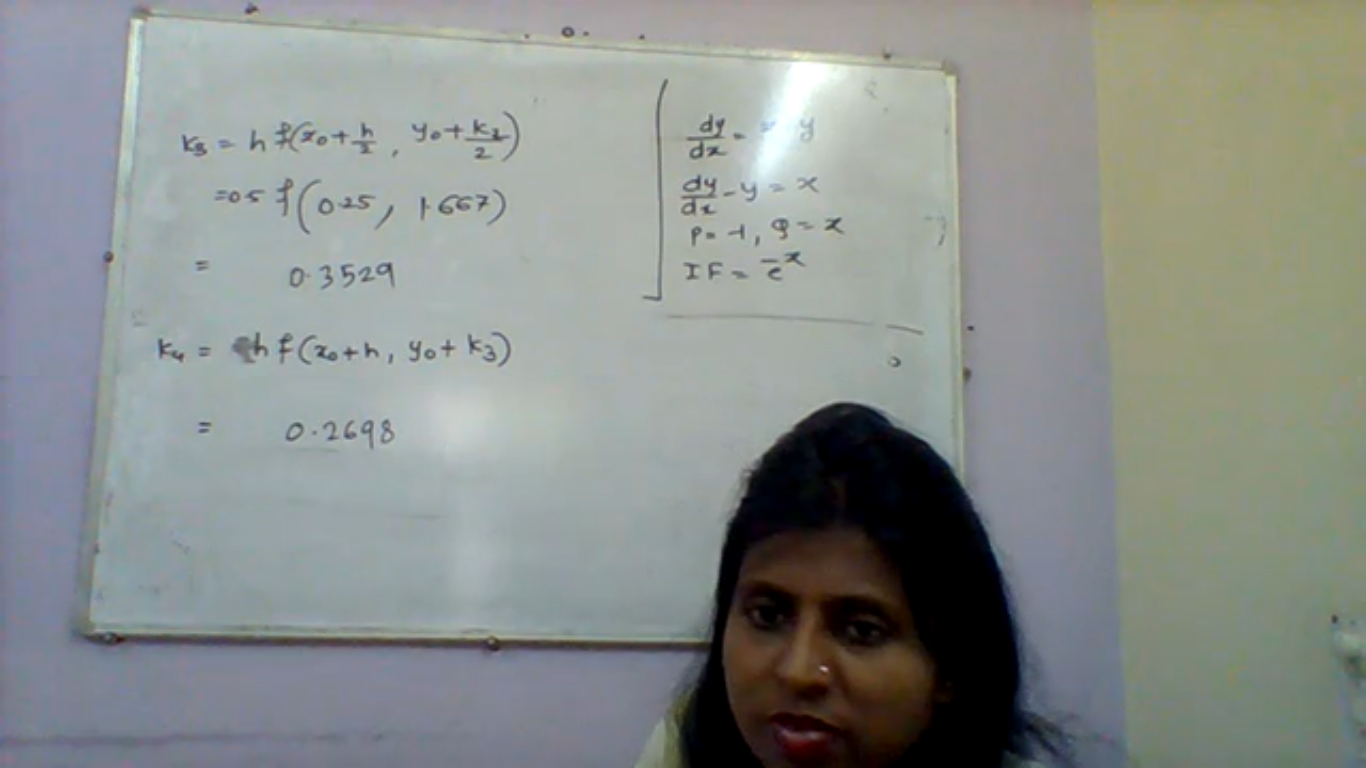 k3 = h f(x0 + h/2, y0 + k2/2)
= 0.5 f(0.25, 1.667)
= 0.3529
k4 = h f(x0 + h, y0 + k3)
= 0.2698
dy/dx = y
dy/dx - y = x
P = -1, Q = x
IF = e^-x